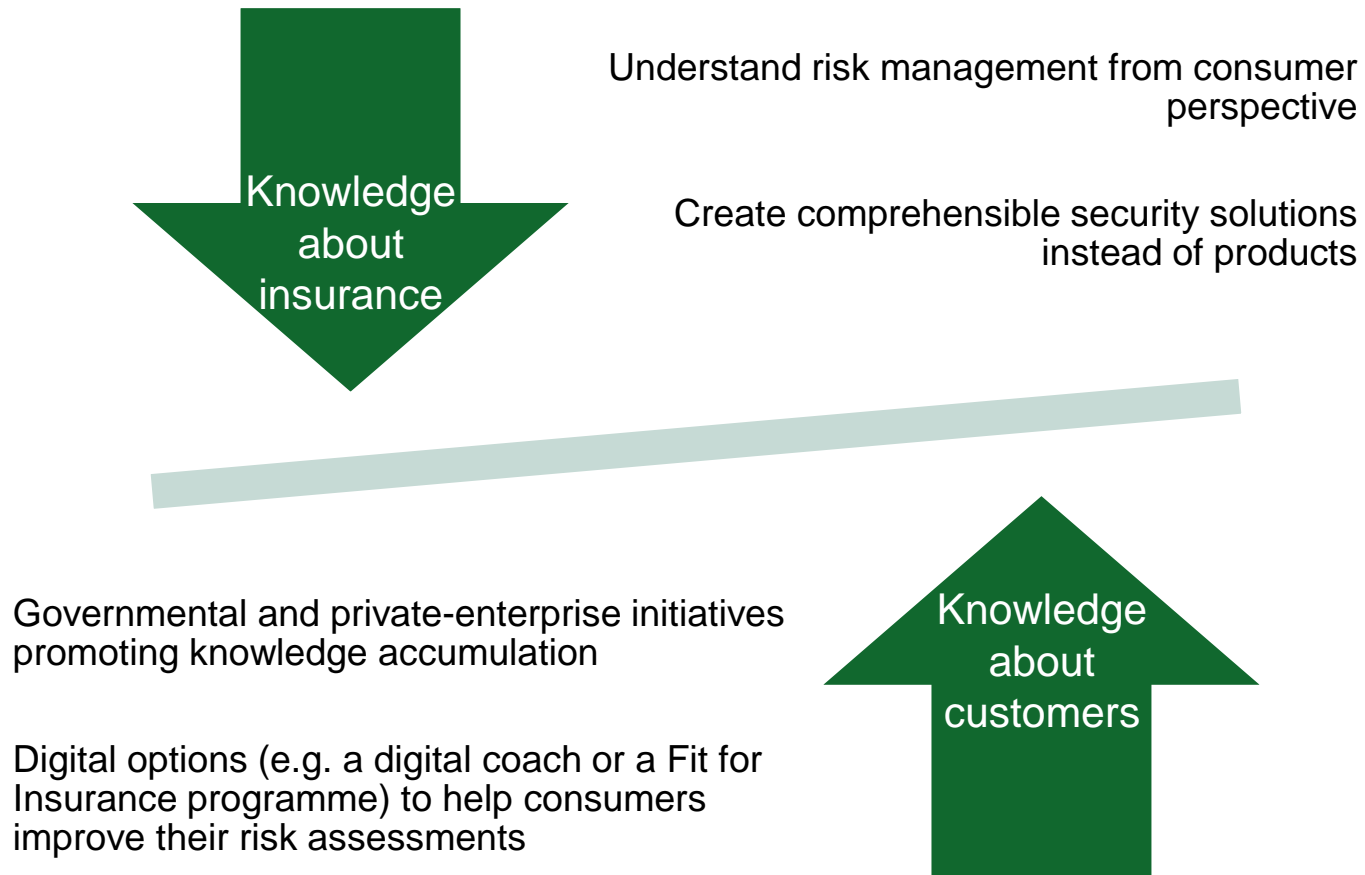 Understand risk management from consumer
perspective
Knowledge
about
insurance
Create comprehensible security solutions
instead of products
Governmental and private-enterprise initiatives
promoting knowledge accumulation
Knowledge
about
customers
Digital options (e.g. a digital coach or a Fit for
Insurance programme) to help consumers
improve their risk assessments